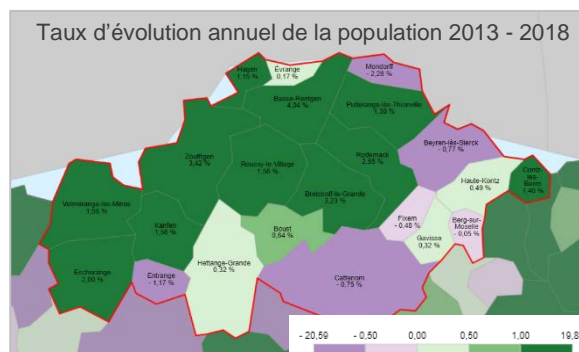 Taux d'évolution annuel de la population 2013 - 2018
Hagen
1,15 %
Évrange
0,17 %
Mondorff
- 2,26 %
Basse-Rentgen
4,04 %
Puttelange-lès-Thionville
1,39 %
Zoufftgen
3,42 %
Roussy-le-Village
1,56 %
Rodemack
2,55 %
Beyren-lès-Sierck
- 0,77 %
Haute-Kontz
0,49 %
Contz-
les-
Bains
1,40 %
Volmerange-les-Mines
1,55 %
Breistroff-la-Grande
2,23 %
Kanfen
1,56 %
Boust
0,64 %
Fixem
- 0,48 %
Gavisse
0,32 %
Berg-sur-
Moselle
- 0,05 %
Escherange
2,00 %
Entrange
- 1,17 %
Hettange-Grande
0,32 %
Cattenom
- 0,75 %
- 20,59 - 0,50 0,00 0,50 1,00 19,8